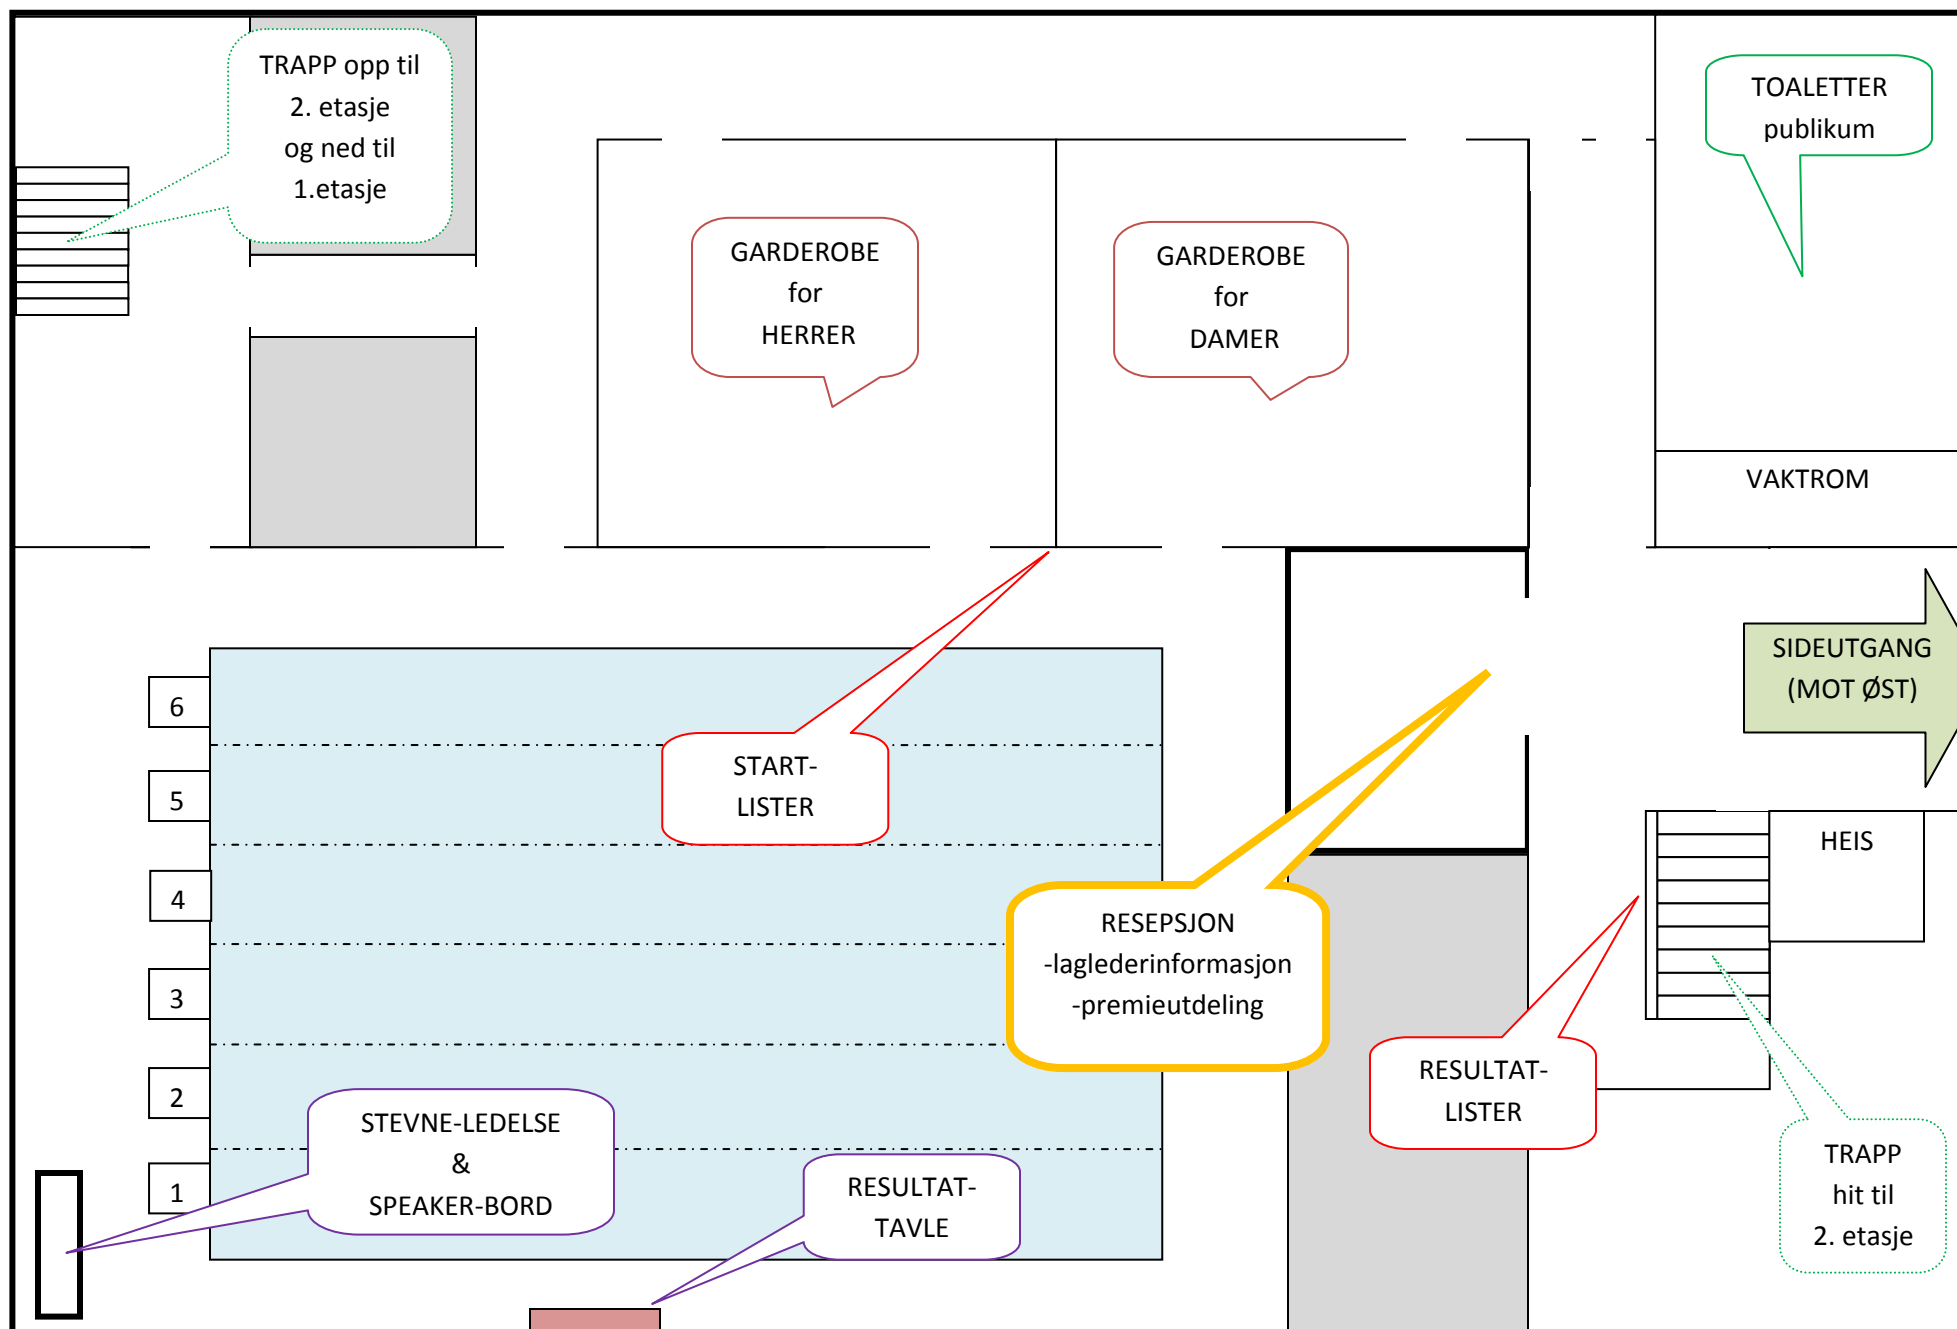 TRAPP opp til
2. etasje
og ned til
1.etasje
TOALETTER
publikum
GARDEROBE
for
HERRER
GARDEROBE
for
DAMER
VAKTROM
SIDEUTGANG
(MOT ØST)
6
5
4
3
2
1
START-
LISTER
HEIS
RESEPSJON
-laglederinformasjon
-premieutdeling
RESULTAT-
LISTER
STEVNE-LEDELSE
&
SPEAKER-BORD
RESULTAT-
TAVLE
TRAPP
hit til
2. etasje